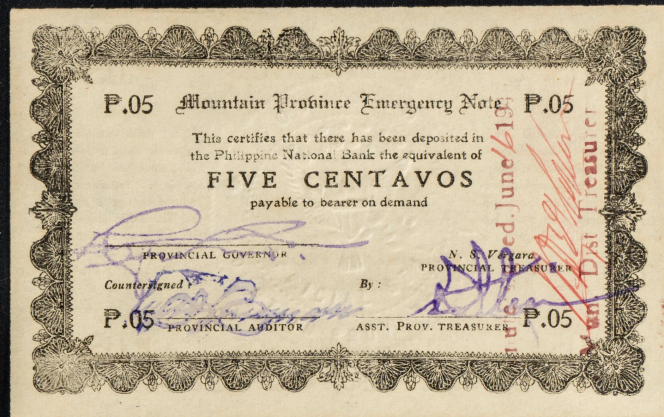 ₱.05 Mountain Province Emergency Note ₱.05
This certifies that there has been deposited in
the Philippine National Bank the equivalent of
FIVE CENTAVOS
payable to bearer on demand
PROVINCIAL GOVERNOR
N. S. Vergara
PROVINCIAL TREASURER
Countersigned :
By :
₱.05 PROVINCIAL AUDITOR ASST. PROV. TREASURER ₱.05
June 16
Dist Treasurer